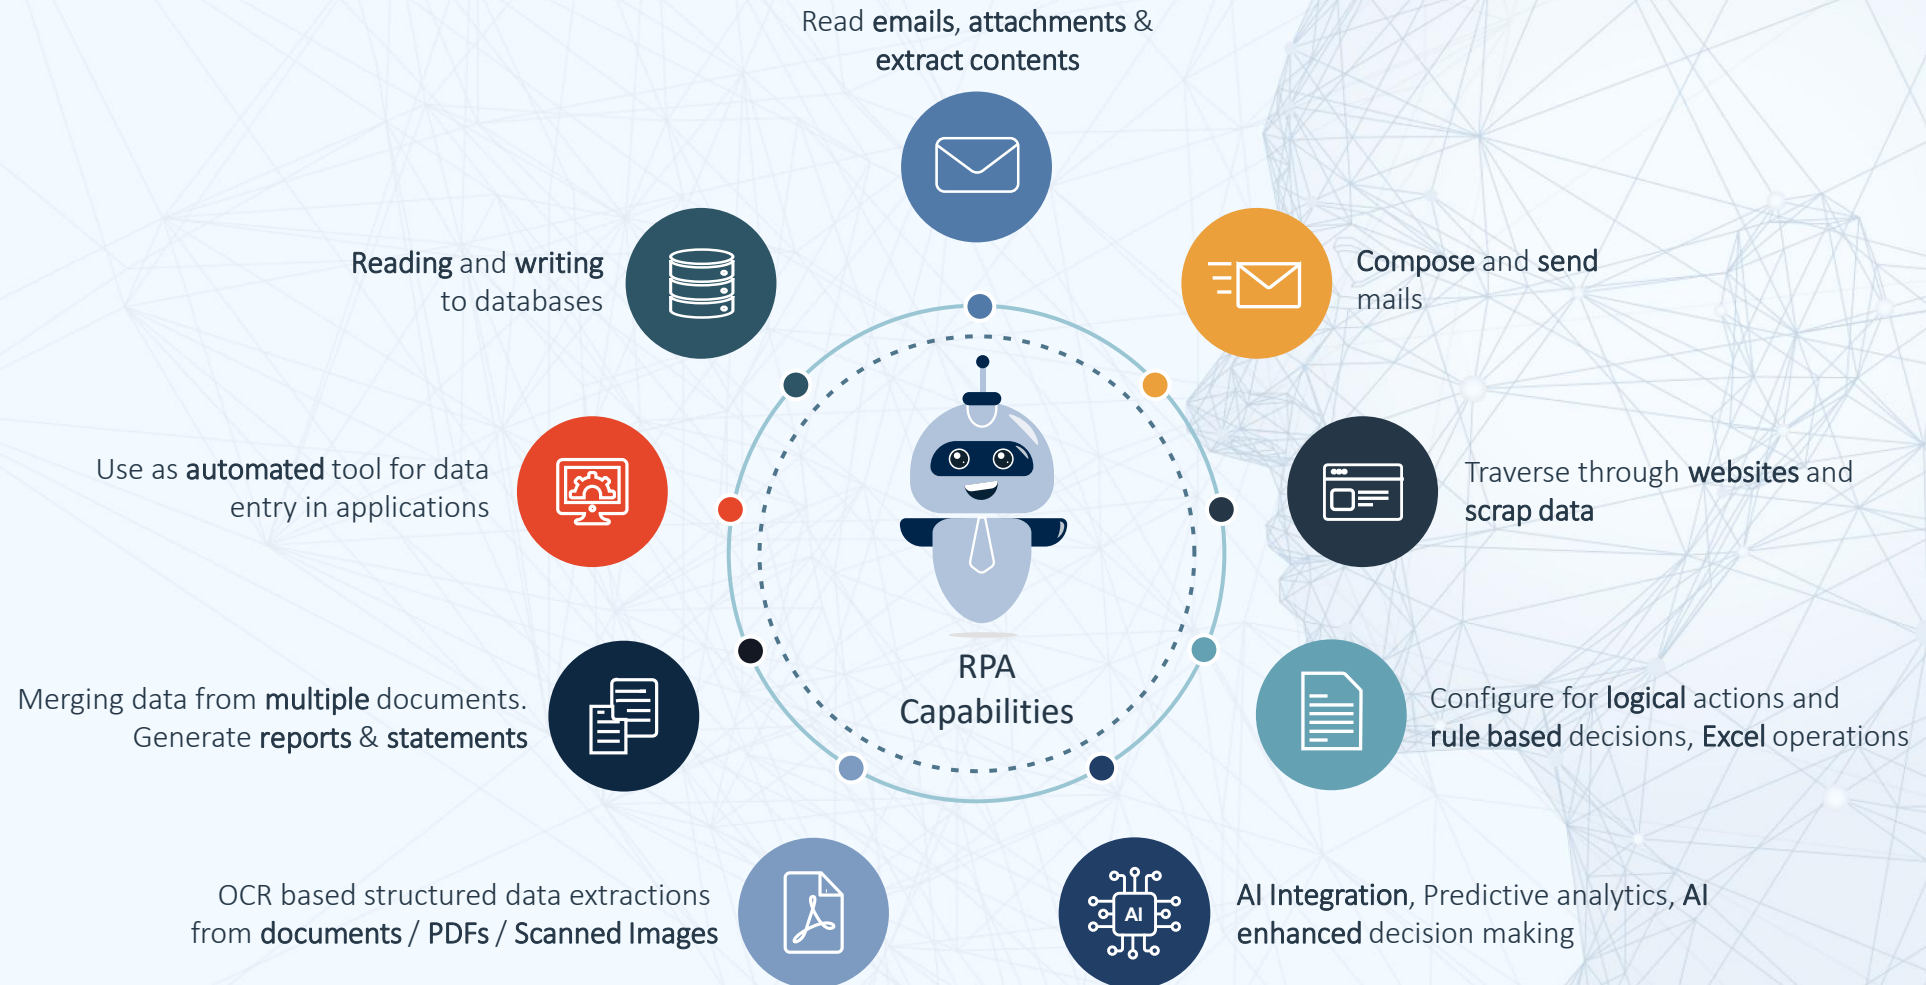 Read emails, attachments &
extract contents
Reading and writing
to databases
Compose and send
mails
Use as automated tool for data
entry in applications
Traverse through websites and
scrap data
RPA
Capabilities
Merging data from multiple documents.
Generate reports & statements
Configure for logical actions and
rule based decisions, Excel operations
OCR based structured data extractions
from documents / PDFs / Scanned Images
AI
AI Integration, Predictive analytics, AI
enhanced decision making